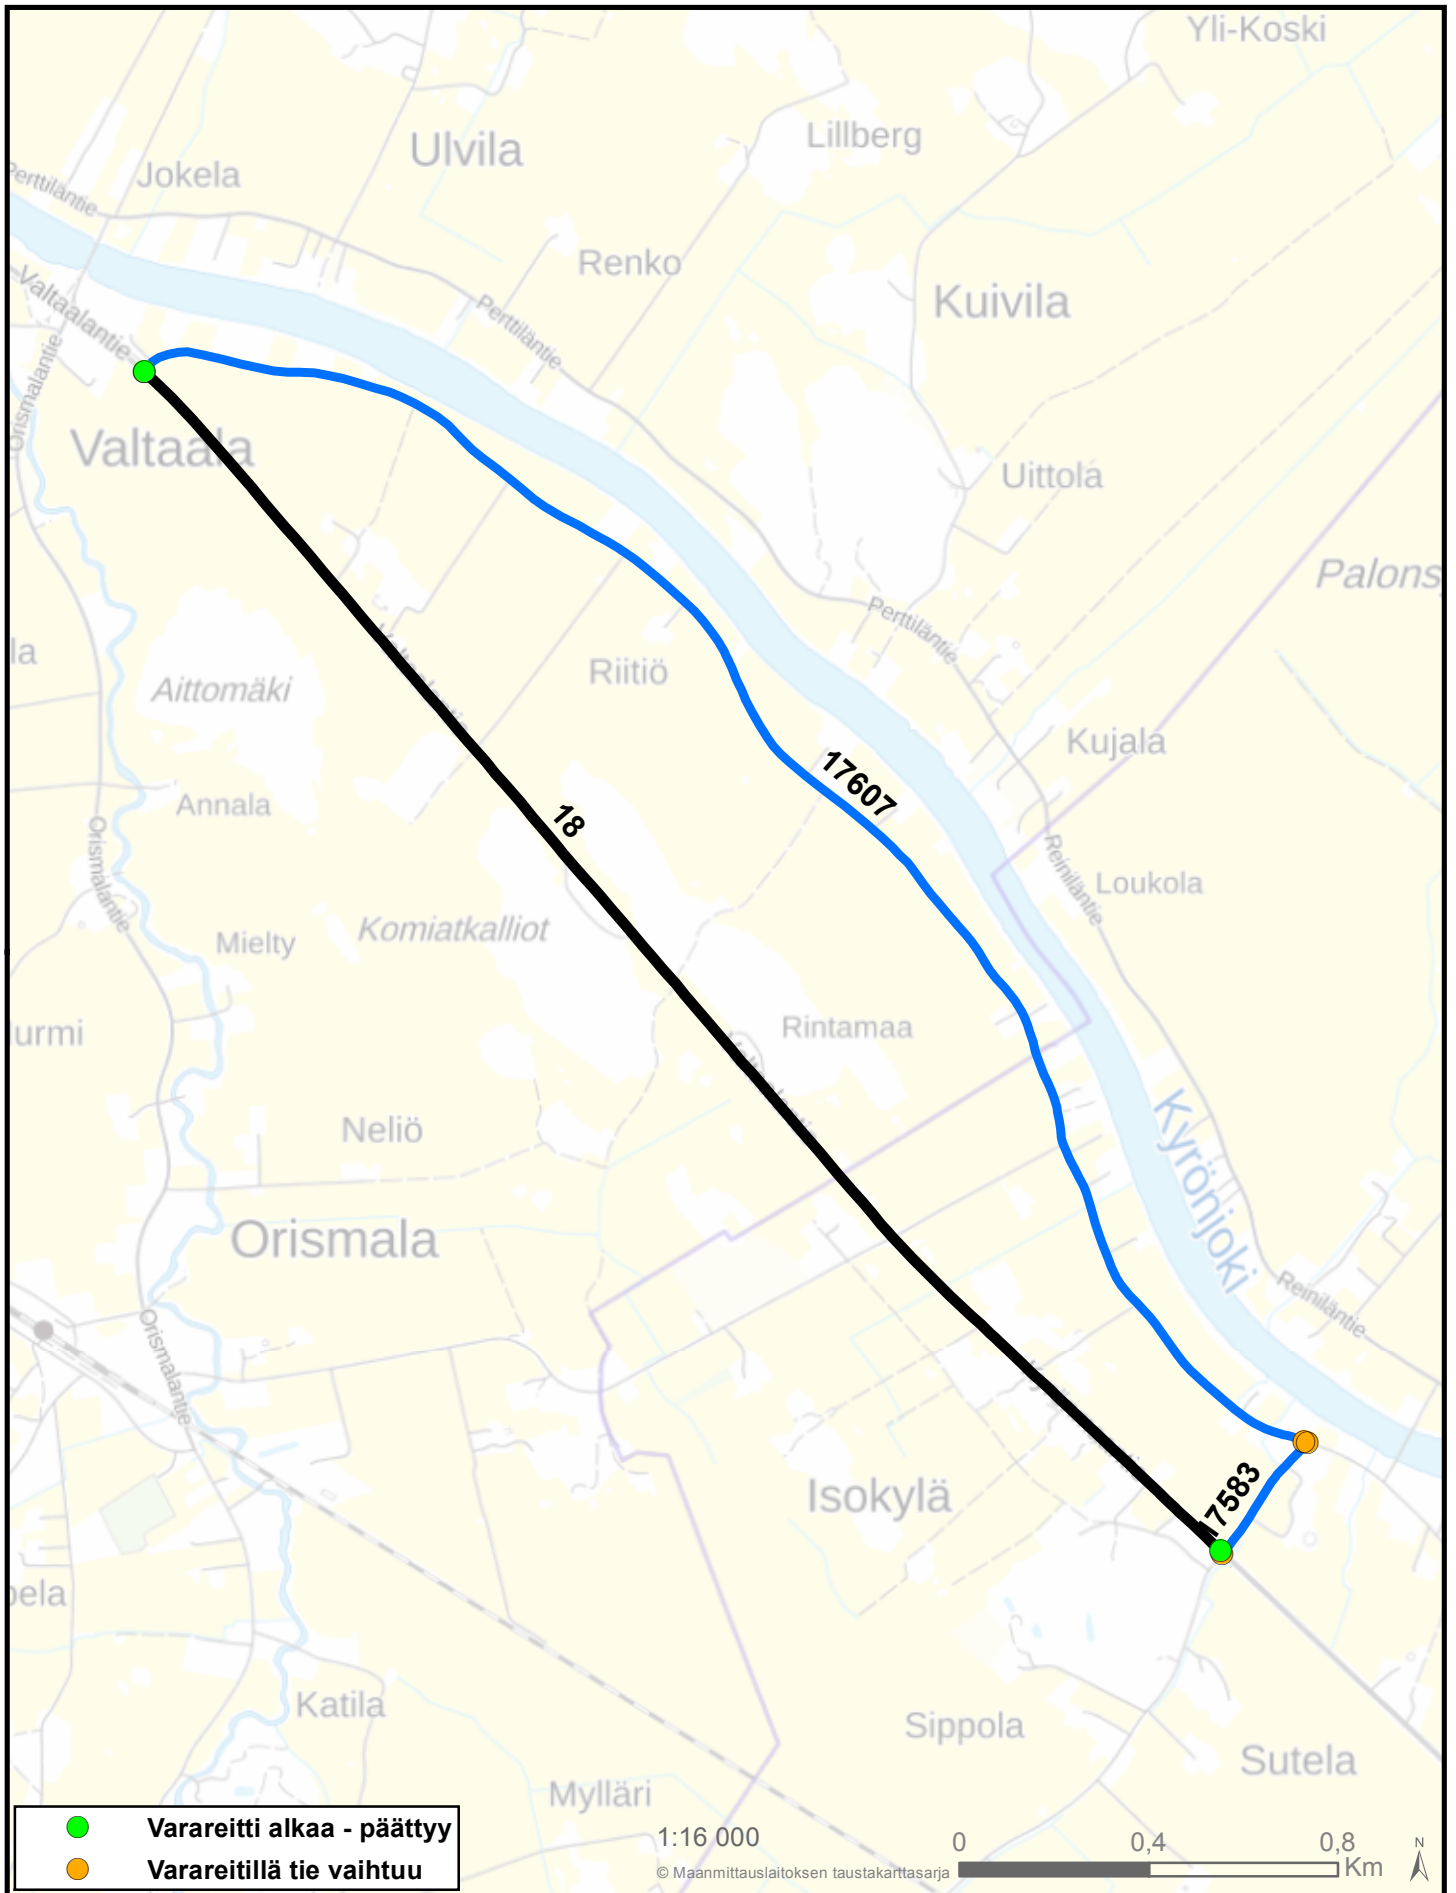 Yli-Koski
Lillberg
Ulvila
Jokela
Perttiläntie
Renko
Valtaalantie
Kuivila
Perttiläntie
Orismalantie
Valtaala
Uittola
Palons
Perttiläntie
la
Riitiö
Aittomäki
Kujala
17607
Annala
18
Orismalantie
Reiniläntie
Loukola
Komiatkalliot
Mielty
Rintamaa
urmi
Neliö
Kyrönjoki
Orismala
Reiniläntie
Orismalantie
Isokylä
17583
pela
Katila
Sippola
Sutela
Mylläri
Varareitti alkaa - päättyy
Varareitillä tie vaihtuu
1:16 000
© Maanmittauslaitoksen taustakarttasarja
0 0,4 0,8
Km
N